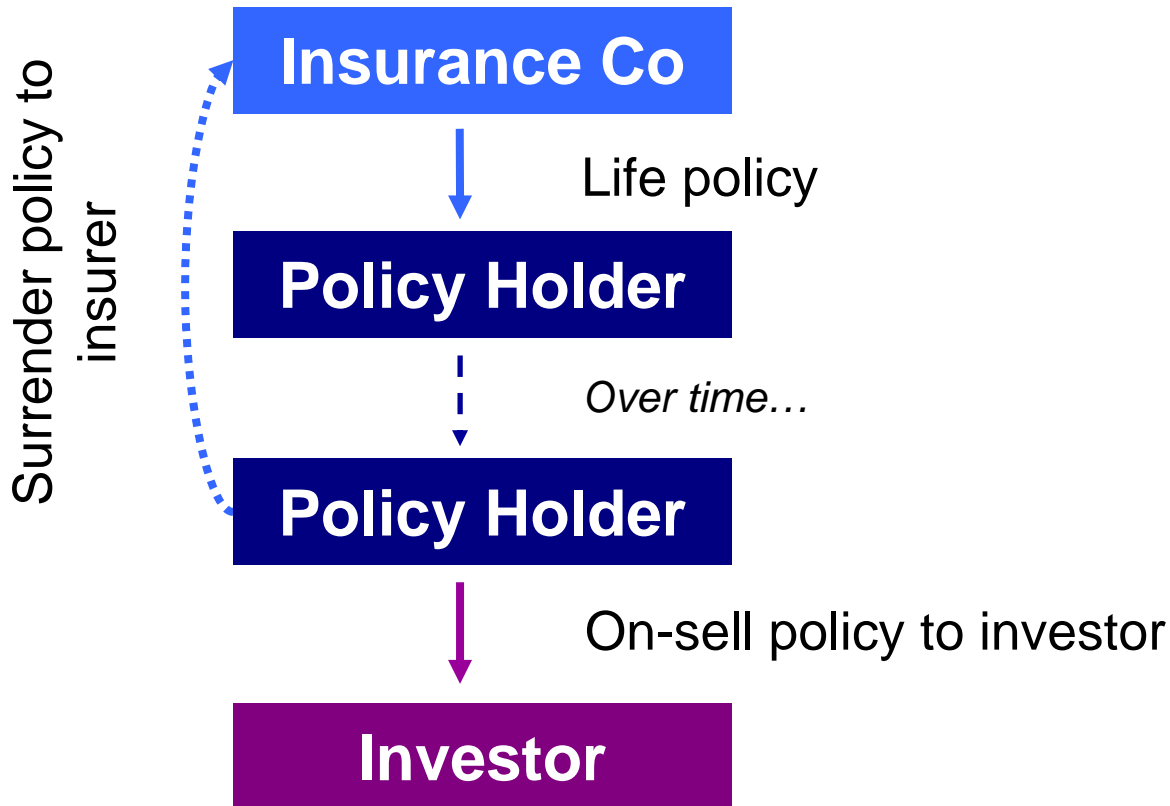 Insurance Co
Life policy
Policy Holder
Over time…
Policy Holder
On-sell policy to investor
Investor
Surrender policy to
insurer